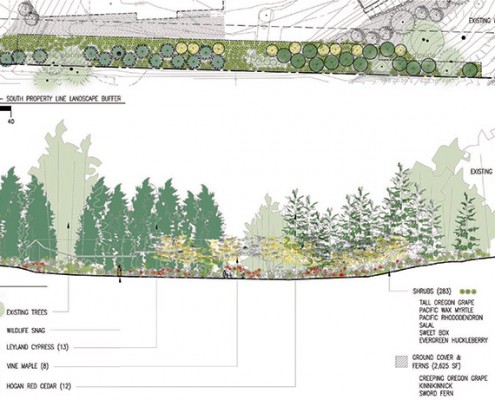 EXISTING
SOUTH PROPERTY LINE LANDSCAPE BUFFER
40
EXISTING
EXISTING TREES
WILDLIFE SNAG
LEYLAND CYPRESS (13)
VINE MAPLE (8)
HOGAN RED CEDAR (12)
SHRUBS (283)
TALL OREGON GRAPE
PACIFIC WAX MYRTLE
PACIFIC RHODODENDRON
SALAL
SWEET BOX
EVERGREEN HUCKLEBERRY
GROUND COVER &
FERNS (2,625 SF)
CREEPING OREGON GRAPE
KINNIKINNICK
SWORD FERN